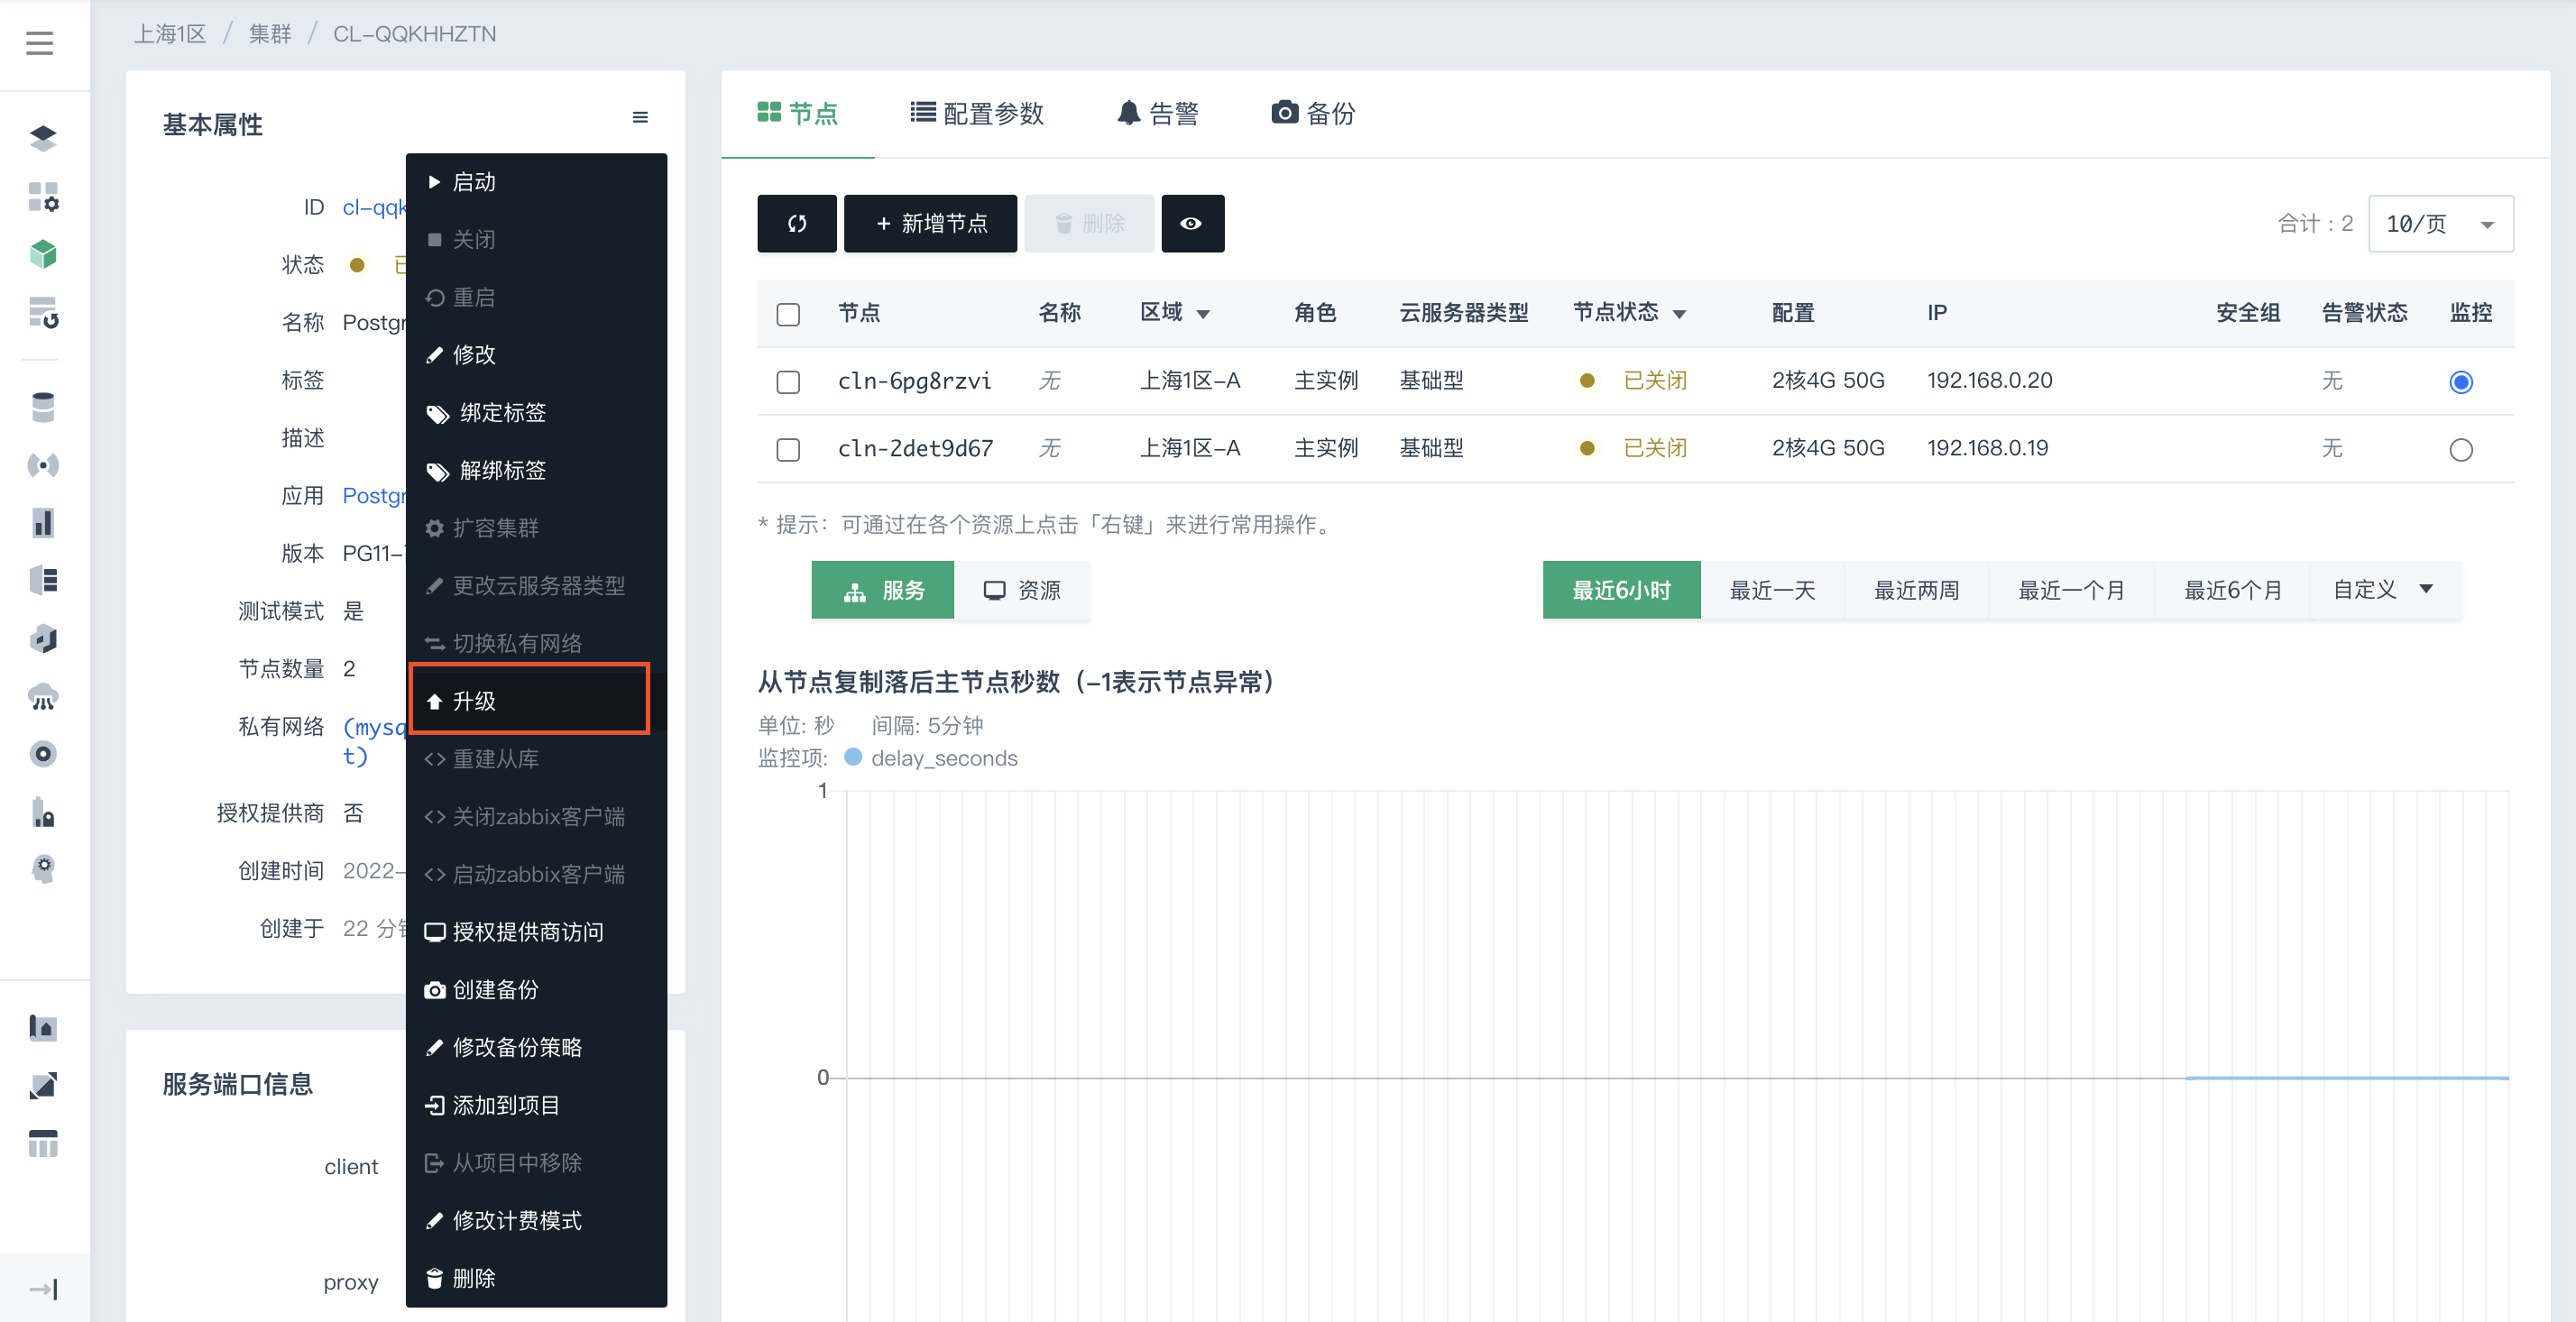 上海1区 / 集群 / CL-QQKHHZTN
基本属性
ID cl-qqk
状态
名称 Postgr
标签
描述
应用 Postgr
版本 PG11-
测试模式 是
节点数量 2
私有网络 (mysq
t)
授权提供商 否
创建时间 2022-
创建于 22 分
服务端口信息
client
proxy
启动
关闭
重启
修改
绑定标签
解绑标签
扩容集群
更改云服务器类型
切换私有网络
升级
重建从库
关闭zabbix客户端
启动zabbix客户端
授权提供商访问
创建备份
修改备份策略
添加到项目
从项目中移除
修改计费模式
删除
节点 配置参数 告警 备份
+ 新增节点 删除 合计：2 10/页
节点 名称 区域 角色 云服务器类型 节点状态 配置 IP 安全组 告警状态 监控
cln-6pg8rzvi 无 上海1区-A 主实例 基础型 已关闭 2核4G 50G 192.168.0.20 无
cln-2det9d67 无 上海1区-A 主实例 基础型 已关闭 2核4G 50G 192.168.0.19 无
* 提示：可通过在各个资源上点击「右键」来进行常用操作。
服务 资源 最近6小时 最近一天 最近两周 最近一个月 最近6个月 自定义
从节点复制落后主节点秒数（-1表示节点异常）
单位: 秒 间隔: 5分钟
监控项: delay_seconds
1
0